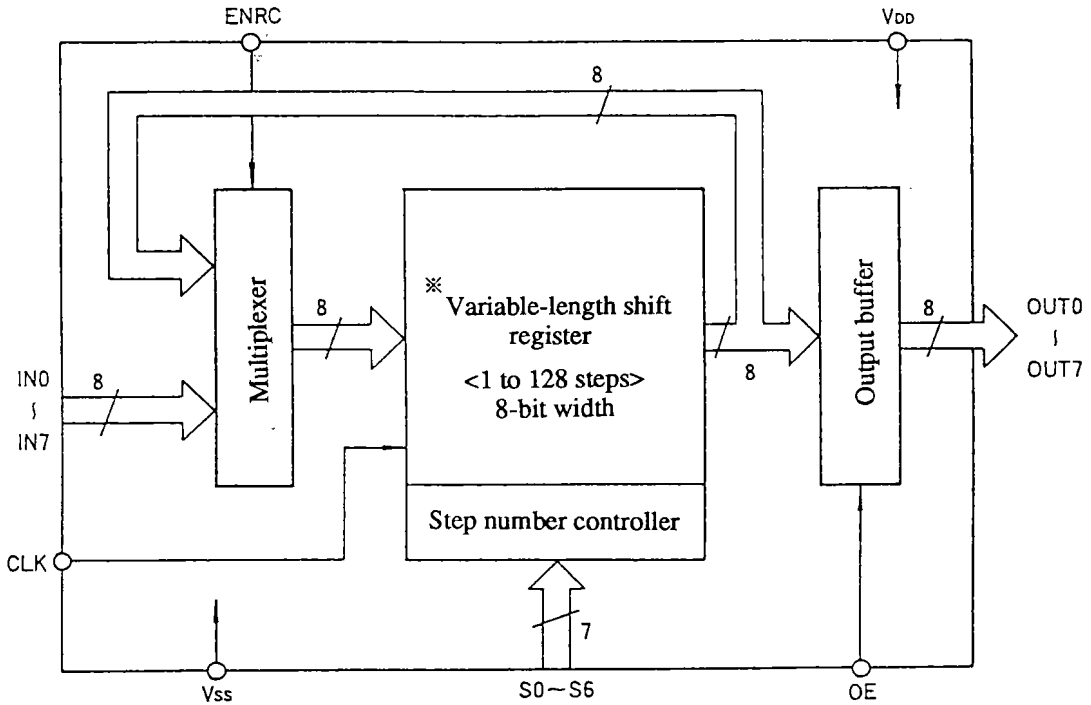 ENRC
VDD
8
Multiplexer
8
※
Variable-length shift
register
<1 to 128 steps>
8-bit width
8
Output buffer
8
OUT0
~
OUT7
IN0
~
IN7
8
Step number controller
CLK
7
VSS
S0~S6
OE